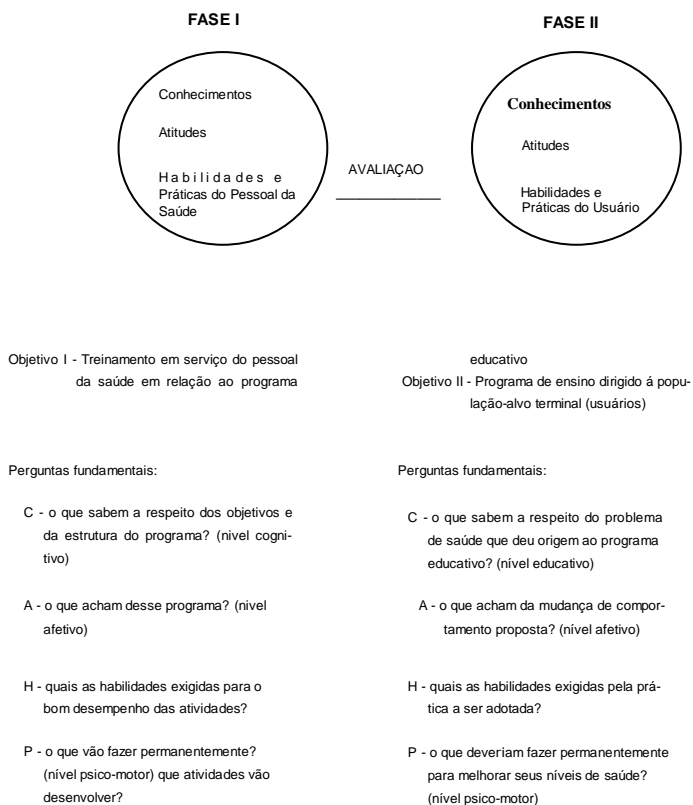 FASE I
Conhecimentos
Atitudes
Habilidades e
Práticas do Pessoal da
Saúde
AVALIAÇAO
FASE II
Conhecimentos
Atitudes
Habilidades e
Práticas do Usuário
Objetivo I - Treinamento em serviço do pessoal
da saúde em relação ao programa
educativo
Objetivo II - Programa de ensino dirigido á popu-
lação-alvo terminal (usuários)
Perguntas fundamentais:
C - o que sabem a respeito dos objetivos e
da estrutura do programa? (nivel cogni-
tivo)
A - o que acham desse programa? (nivel
afetivo)
H - quais as habilidades exigidas para o
bom desempenho das atividades?
P - o que vão fazer permanentemente?
(nível psico-motor) que atividades vão
desenvolver?
Perguntas fundamentais:
C - o que sabem a respeito do problema
de saúde que deu origem ao programa
educativo? (nível educativo)
A - o que acham da mudança de compor-
tamento proposta? (nível afetivo)
H - quais as habilidades exigidas pela prá-
tica a ser adotada?
P - o que deveriam fazer permanentemente
para melhorar seus níveis de saúde?
(nível psico-motor)